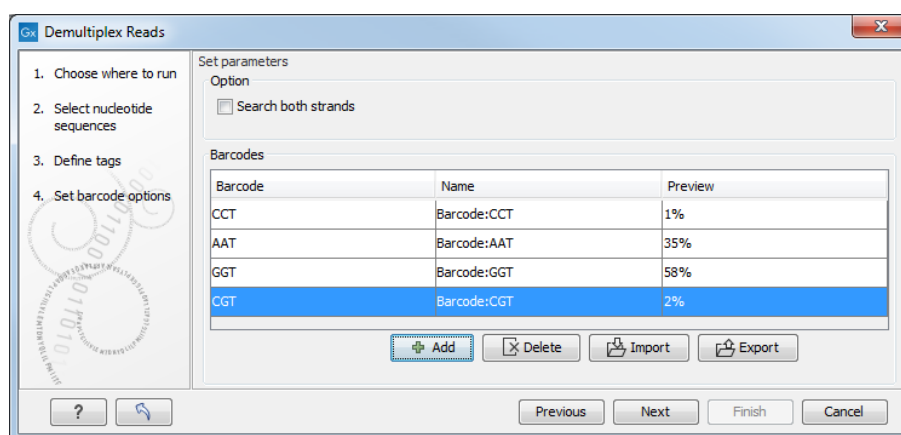 Gx Demultiplex Reads
1. Choose where to run
2. Select nucleotide
sequences
3. Define tags
4. Set barcode options
Set parameters
Option
Search both strands
Barcodes
Barcode Name Preview
CCT Barcode:CCT 1%
AAT Barcode:AAT 35%
GGT Barcode:GGT 58%
CGT Barcode:CGT 2%
Add Delete Import Export
? Previous Next Finish Cancel